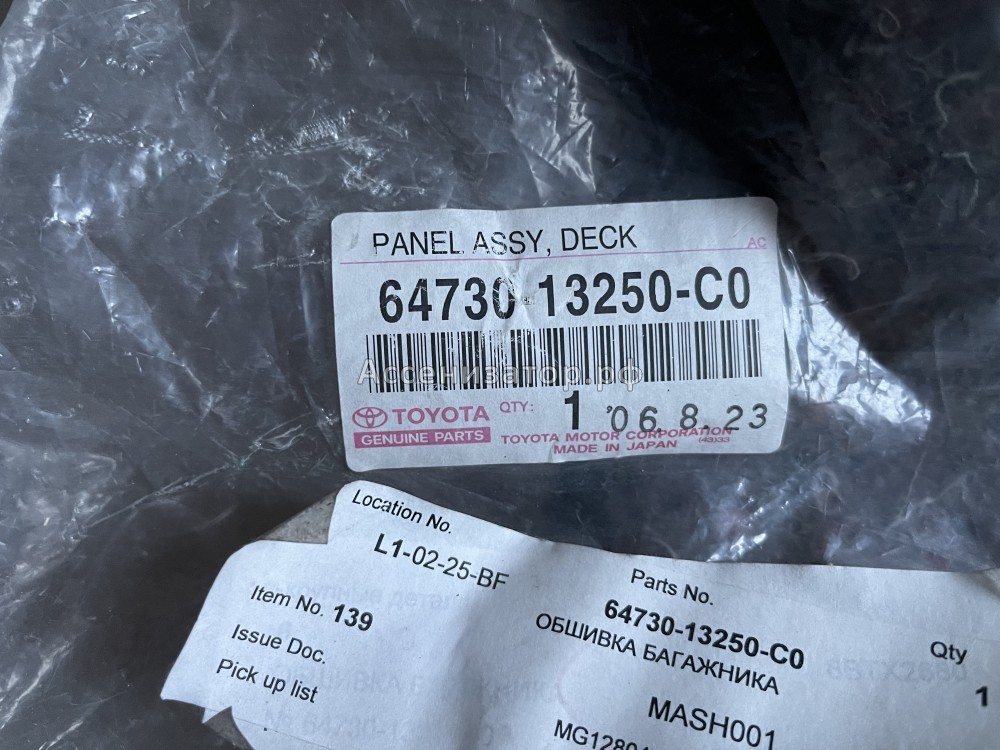 PANEL ASSY, DECK
AC
64730-13250-C0
Ассенизатор.рф
TOYOTA
GENUINE PARTS
QTY: 1 '06.8.23
TOYOTA MOTOR CORPORATION
MADE IN JAPAN (43)33
Location No.
L1-02-25-BF
Parts No.
64730-13250-C0
ОБШИВКА БАГАЖНИКА
Qty
1
Item No. 139
Issue Doc.
Pick up list
MASH001